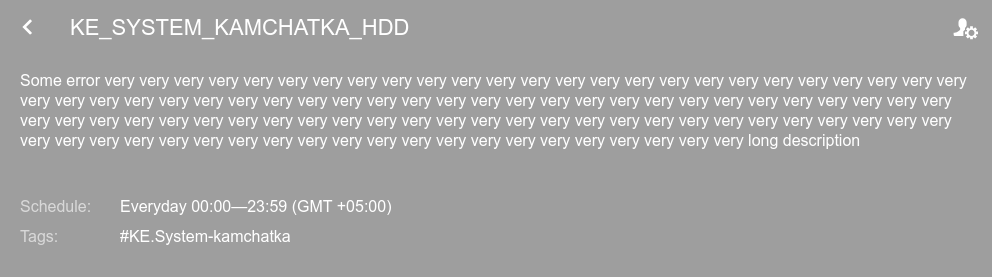 KE_SYSTEM_KAMCHATKA_HDD
Some error very very very very very very very very very very very very very very very very very very very very very very very very very
very very very very very very very very very very very very very very very very very very very very very very very very very very very
very very very very very very very very very very very very very very very very very very very very very very very very very very very
very very very very very very very very very very very very very very very very very very very very very long description
Schedule: Everyday 00:00—23:59 (GMT +05:00)
Tags: #KE.System-kamchatka